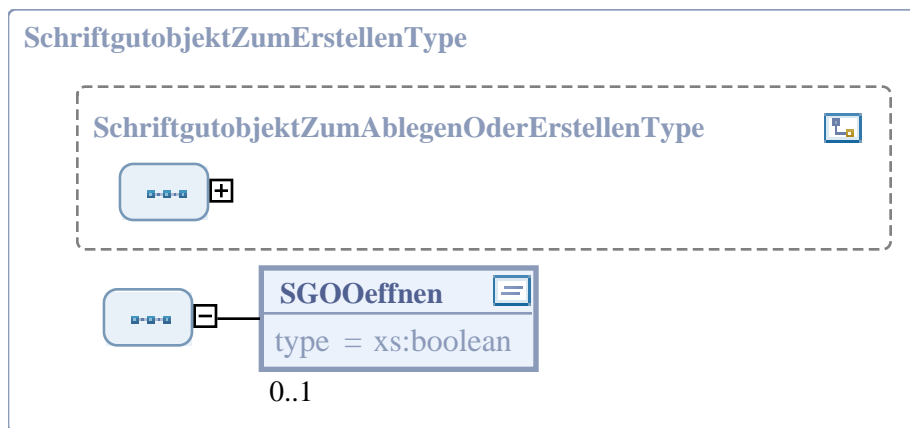 SchriftgutobjektZumErstellenType
SchriftgutobjektZumAblegenOderErstellenType
SGOOeffnen
type = xs:boolean
0..1